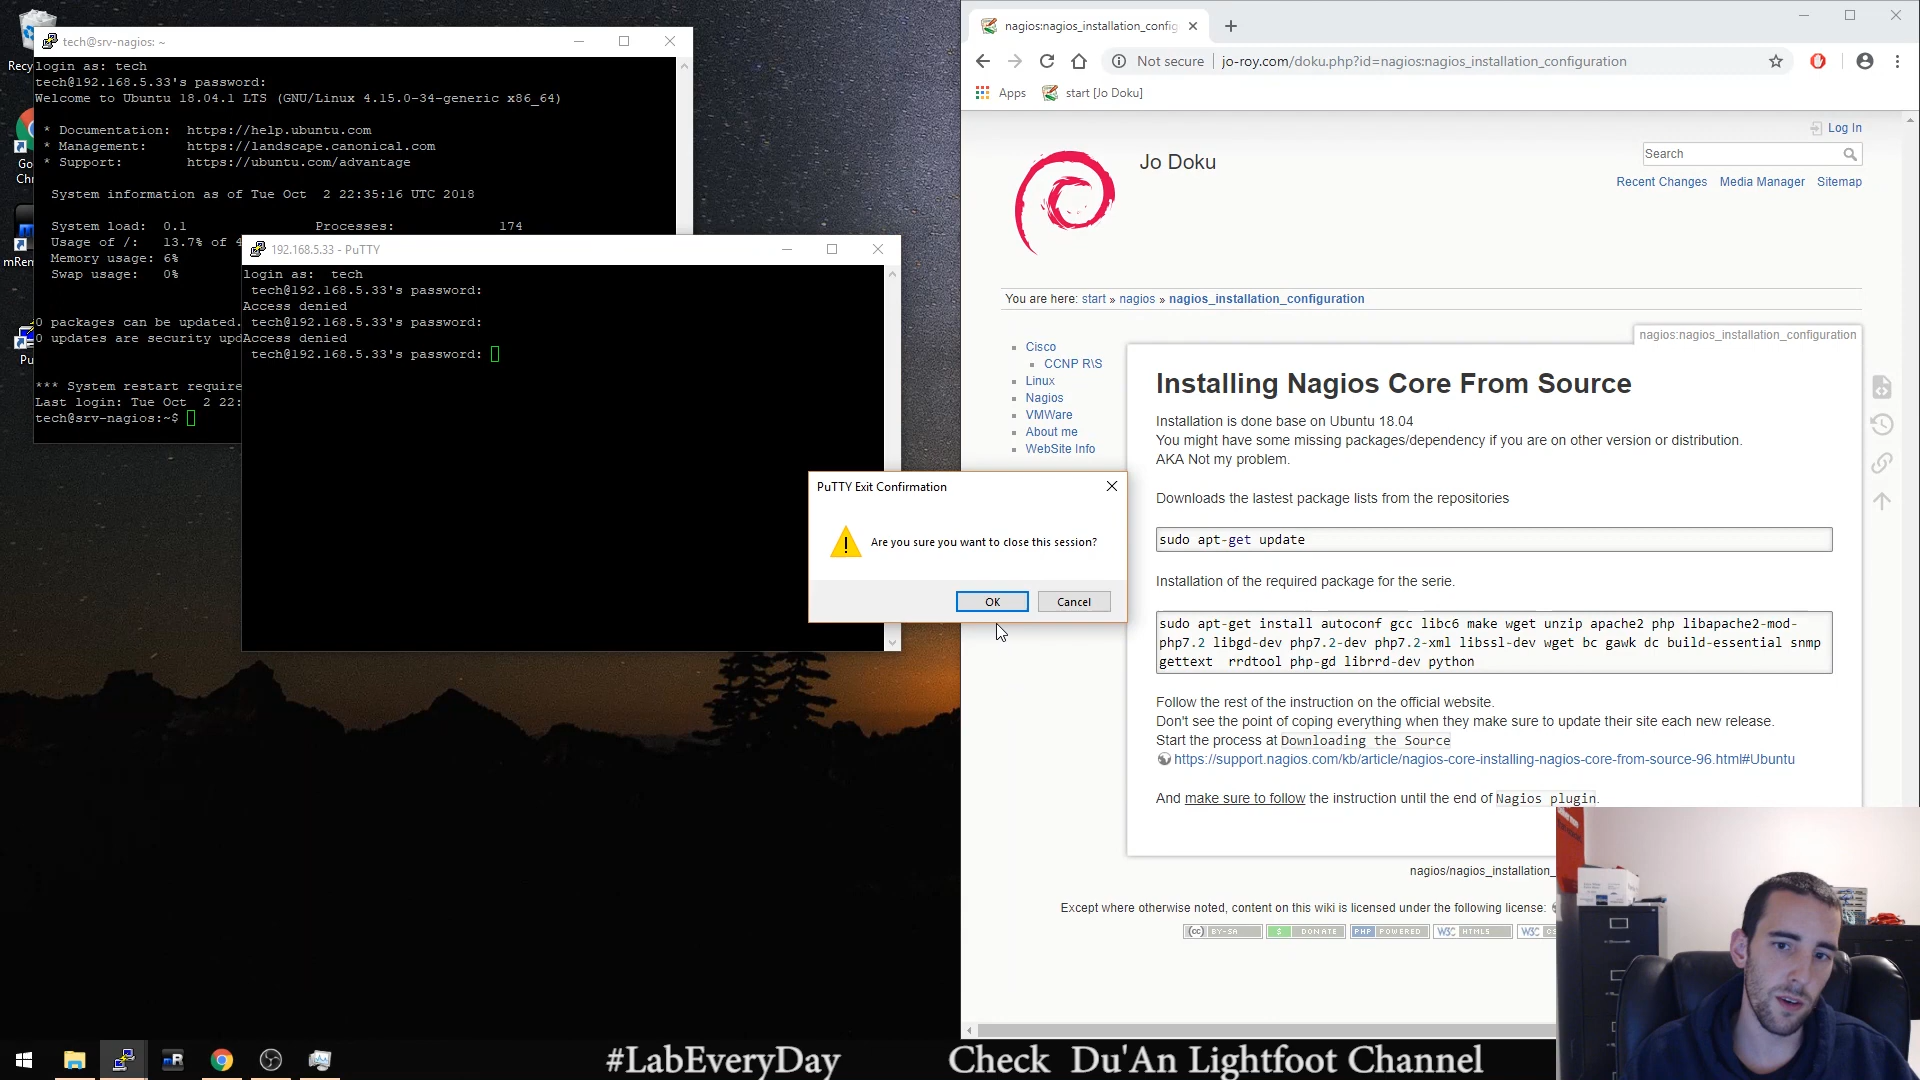 Recy
Go
Chr
mRem
Pu
tech@srv-nagios: ~
login as: tech
tech@192.168.5.33's password:
Welcome to Ubuntu 18.04.1 LTS (GNU/Linux 4.15.0-34-generic x86_64)
* Documentation:  https://help.ubuntu.com
* Management:     https://landscape.canonical.com
* Support:        https://ubuntu.com/advantage
System information as of Tue Oct  2 22:35:16 UTC 2018
System load:  0.1                Processes:             174
Usage of /:   13.7% of 4
Memory usage: 6%
Swap usage:   0%
0 packages can be updated.
0 updates are security upd
*** System restart require
Last login: Tue Oct  2 22:
tech@srv-nagios:~$
192.168.5.33 - PuTTY
login as:  tech
tech@192.168.5.33's password:
Access denied
tech@192.168.5.33's password:
Access denied
tech@192.168.5.33's password:
PuTTY Exit Confirmation
Are you sure you want to close this session?
OK
Cancel
nagios:nagios_installation_config
Not secure | jo-roy.com/doku.php?id=nagios:nagios_installation_configuration
Apps
start [Jo Doku]
Log In
Jo Doku
Search
Recent Changes Media Manager Sitemap
You are here: start » nagios » nagios_installation_configuration
nagios:nagios_installation_configuration
Cisco
CCNP R\S
Linux
Nagios
VMWare
About me
WebSite Info
Installing Nagios Core From Source
Installation is done base on Ubuntu 18.04
You might have some missing packages/dependency if you are on other version or distribution.
AKA Not my problem.
Downloads the lastest package lists from the repositories
sudo apt-get update
Installation of the required package for the serie.
sudo apt-get install autoconf gcc libc6 make wget unzip apache2 php libapache2-mod-
php7.2 libgd-dev php7.2-dev php7.2-xml libssl-dev wget bc gawk dc build-essential snmp
gettext  rrdtool php-gd librrd-dev python
Follow the rest of the instruction on the official website.
Don't see the point of coping everything when they make sure to update their site each new release.
Start the process at Downloading the Source
https://support.nagios.com/kb/article/nagios-core-installing-nagios-core-from-source-96.html#Ubuntu
And make sure to follow the instruction until the end of Nagios plugin.
nagios/nagios_installation_
Except where otherwise noted, content on this wiki is licensed under the following license:
(cc) BY-SA
$ DONATE
PHP POWERED
W3C HTML5
W3C CS
#LabEveryDay
Check Du'An Lightfoot Channel